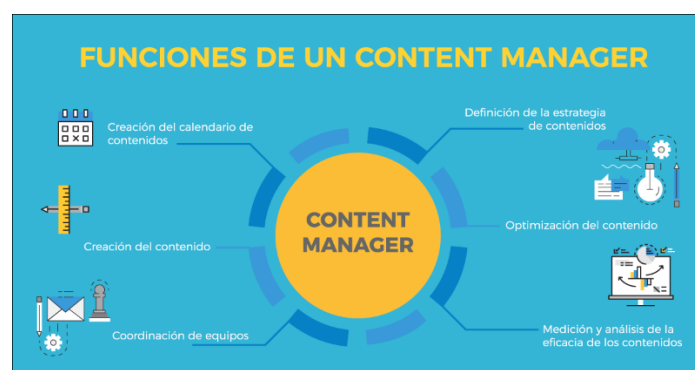 FUNCIONES DE UN CONTENT MANAGER
Creación del calendario de
contenidos
Creación del contenido
Coordinación de equipos
CONTENT
MANAGER
Definición de la estrategia
de contenidos
Optimización del contenido
Medición y análisis de la
eficacia de los contenidos